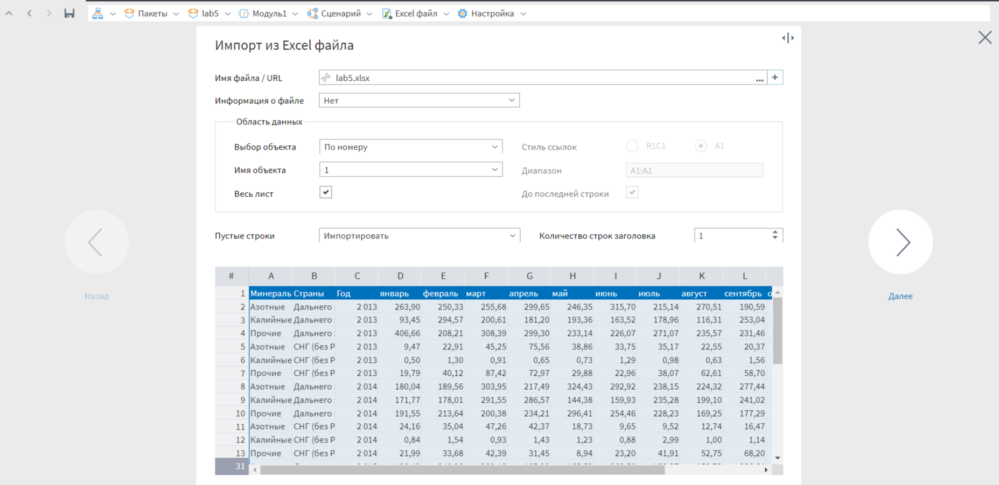 Пакеты lab5 Модуль1 Сценарий Excel файл Настройка
Импорт из Excel файла
Имя файла / URL lab5.xlsx ... +
Информация о файле Нет
Область данных
Выбор объекта По номеру Стиль ссылок R1C1 A1
Имя объекта 1 Диапазон A1:A1
Весь лист До последней строки
Пустые строки Импортировать Количество строк заголовка 1
# A B C D E F G H I J K L
1 Минераль Страны Год январь февраль март апрель май июнь июль август сентябрь о
2 Азотные Дальнего 2 013 263,90 250,33 255,68 299,65 246,35 315,70 215,14 270,51 190,59
3 Калийные Дальнего 2 013 93,45 294,57 200,61 181,20 193,36 163,52 178,96 116,31 253,04
4 Прочие Дальнего 2 013 406,66 208,21 308,39 299,30 233,14 226,07 271,07 235,57 231,46
5 Азотные СНГ (без Р 2 013 9,47 22,91 45,25 75,56 38,86 33,75 35,17 22,55 20,37
6 Калийные СНГ (без Р 2 013 0,50 1,30 0,91 0,65 0,73 1,29 0,98 0,63 1,56
7 Прочие СНГ (без Р 2 013 19,79 40,12 87,42 72,97 29,88 22,96 38,07 62,61 58,70
8 Азотные Дальнего 2 014 180,04 189,56 303,95 217,49 324,43 292,92 238,15 224,32 277,44
9 Калийные Дальнего 2 014 171,77 178,01 291,55 286,57 144,38 159,93 235,28 199,10 241,02
10 Прочие Дальнего 2 014 191,55 213,64 200,38 234,21 296,41 254,46 228,23 169,25 177,29
11 Азотные СНГ (без Р 2 014 24,16 35,04 47,26 42,37 18,73 9,65 9,52 12,74 16,47
12 Калийные СНГ (без Р 2 014 0,84 1,54 0,93 1,43 1,23 0,88 2,99 1,00 1,14
13 Прочие СНГ (без Р 2 014 21,99 33,68 42,39 31,45 8,94 23,20 41,91 52,75 68,20
31
Назад
Далее